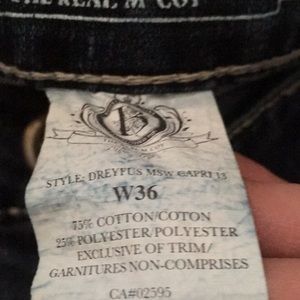 THE REAL M COY
STYLE: DREYFUS MSW CAPRI 13
W36
75% COTTON/COTON
25% POLYESTER/POLYESTER
EXCLUSIVE OF TRIM/
GARNITURES NON-COMPRISES
CA#02595